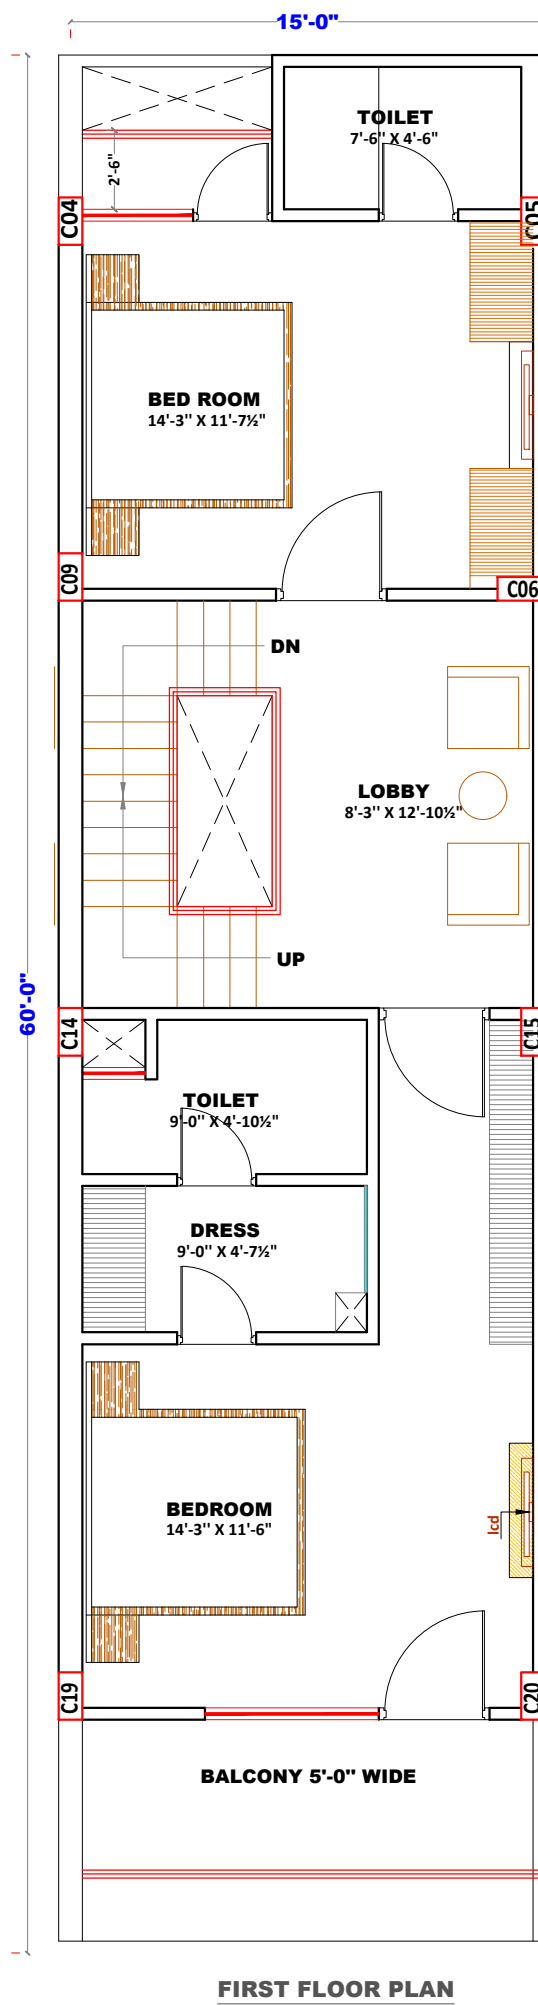 15'-0"
TOILET
7'-6" X 4'-6"
2'-6"
C04
C05
BED ROOM
14'-3" X 11'-7½"
C09
C06
DN
LOBBY
8'-3" X 12'-10½"
UP
60'-0"
C14
C15
TOILET
9'-0" X 4'-10½"
DRESS
9'-0" X 4'-7½"
BEDROOM
14'-3" X 11'-6"
lcd
C19
C20
BALCONY 5'-0" WIDE
FIRST FLOOR PLAN